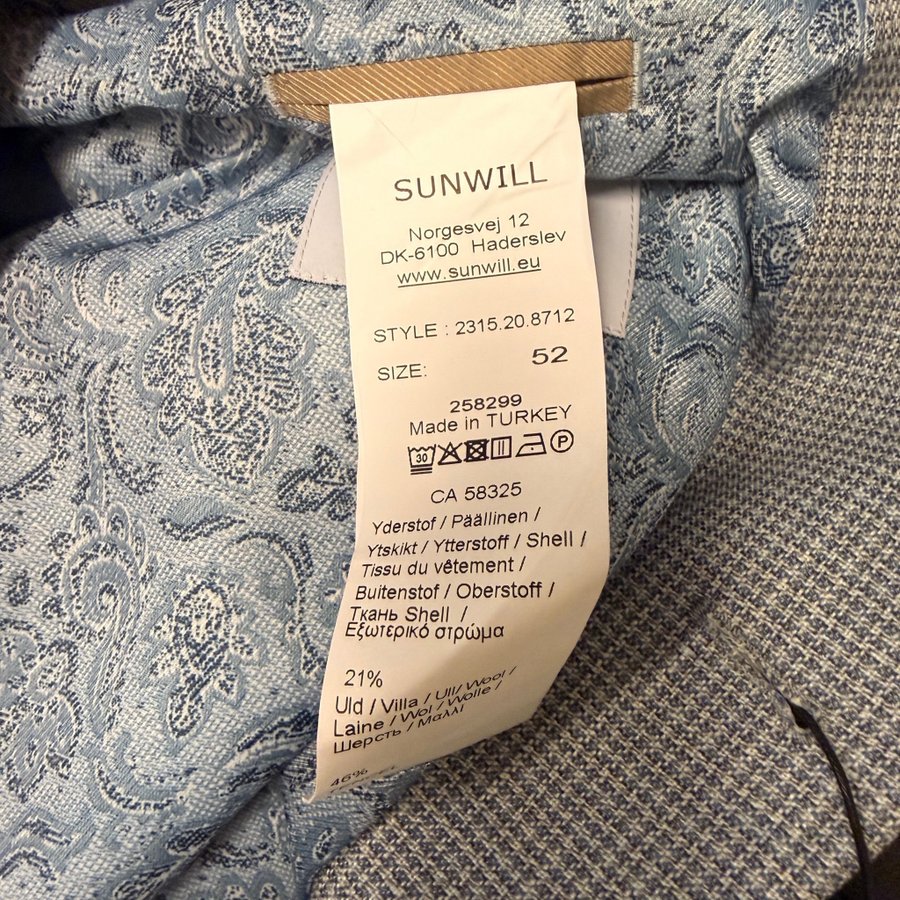 SUNWILL
Norgesvej 12
DK-6100 Haderslev
www.sunwill.eu
STYLE : 2315.20.8712
SIZE: 52
258299
Made in TURKEY
30 P
CA 58325
Yderstof / Päällinen /
Ytskikt / Ytterstoff / Shell /
Tissu du vêtement /
Buitenstof / Oberstoff /
Ткань Shell /
Εξωτερικό στρώμα
21%
Uld / Villa / Ull/ Wool /
Laine / Wol / Wolle /
Шерсть / Μαλλί
46%